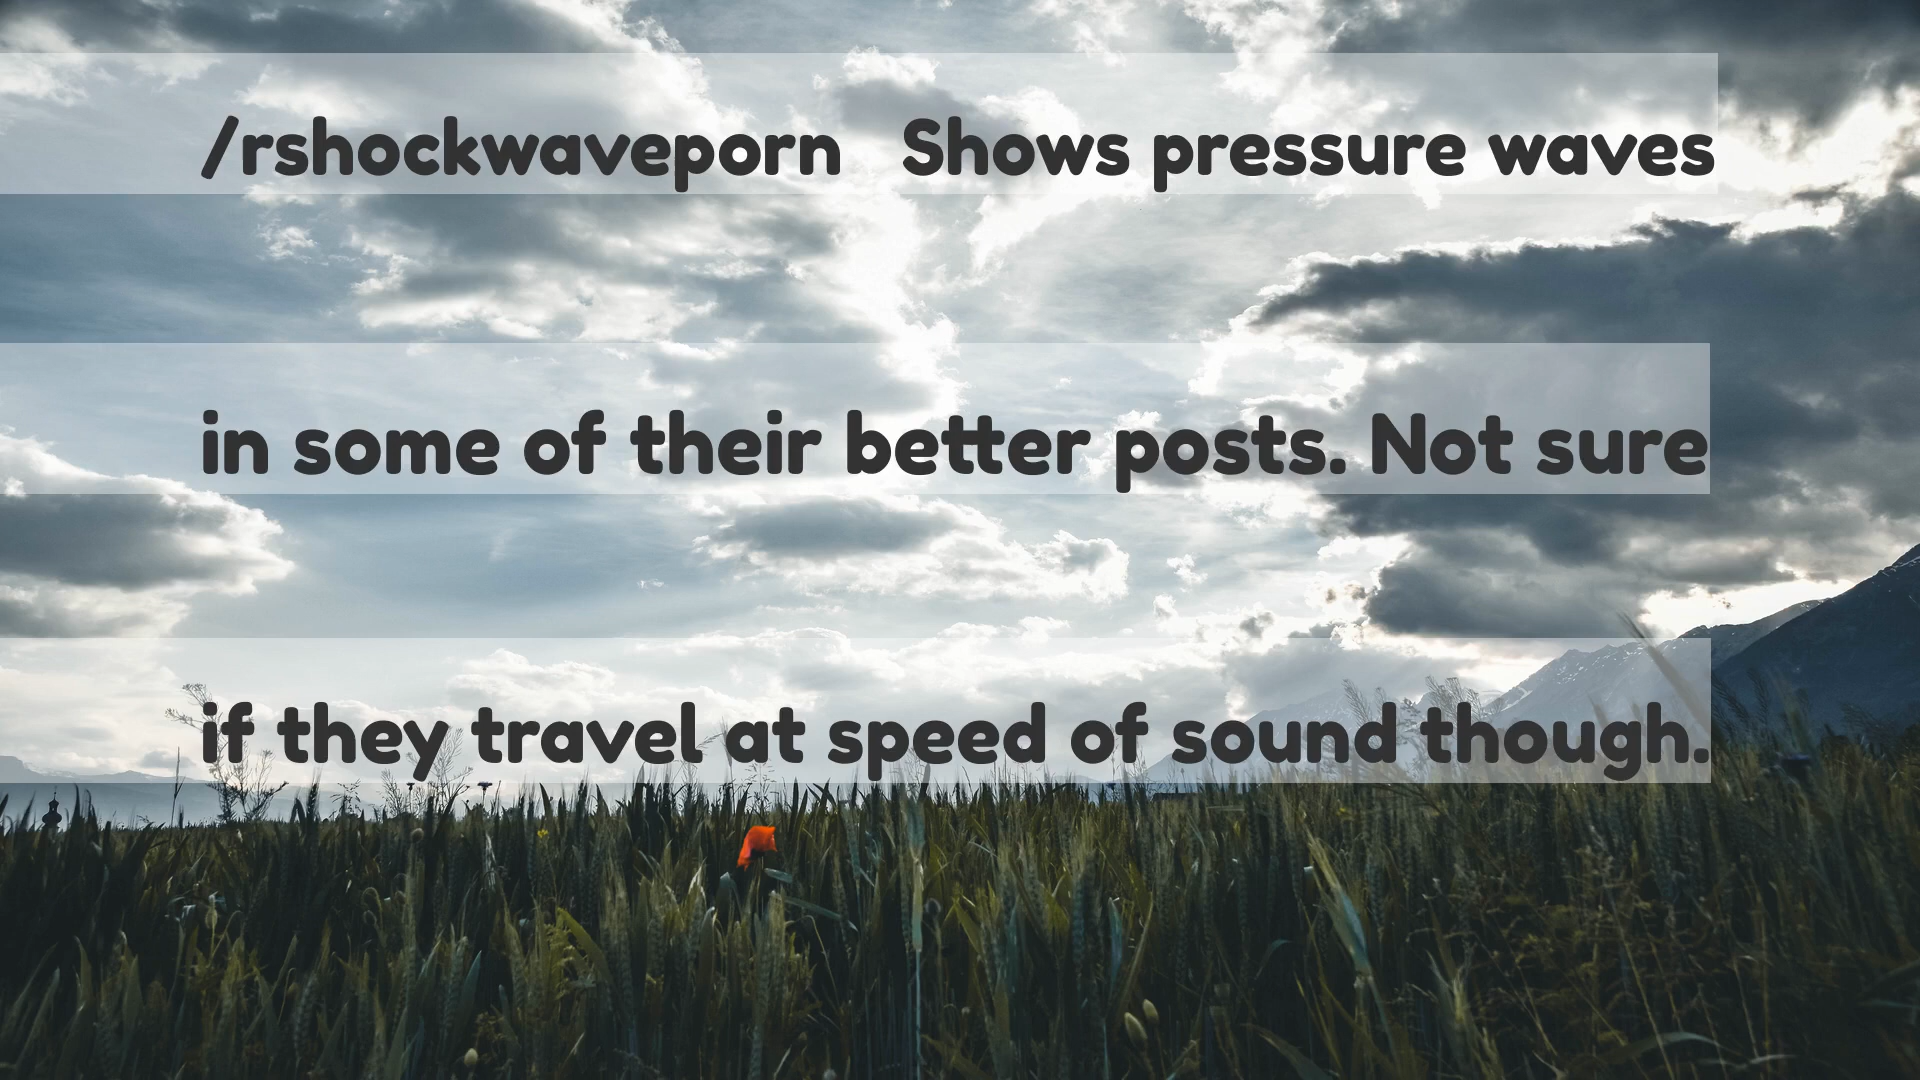 /rshockwaveporn   Shows pressure waves
in some of their better posts. Not sure
if they travel at speed of sound though.